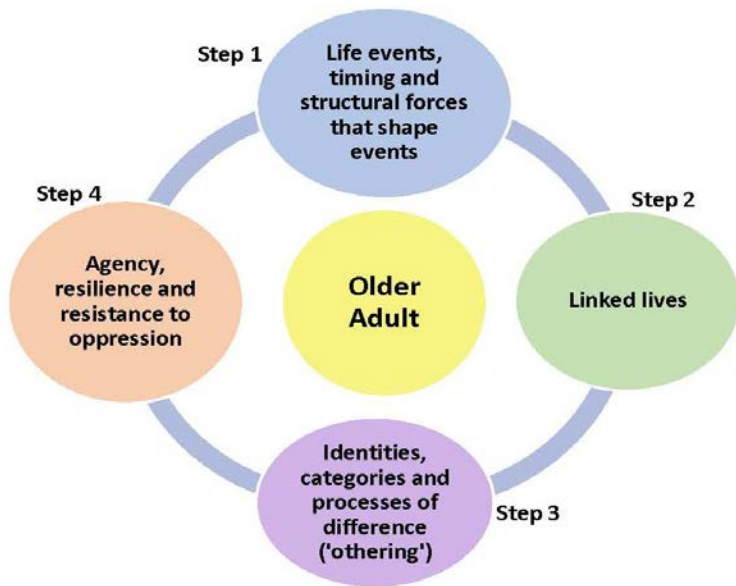 Step 1
Life events,
timing and
structural forces
that shape
events
Step 2
Linked lives
Step 3
Identities,
categories and
processes of
difference
('othering')
Step 4
Agency,
resilience and
resistance to
oppression
Older
Adult